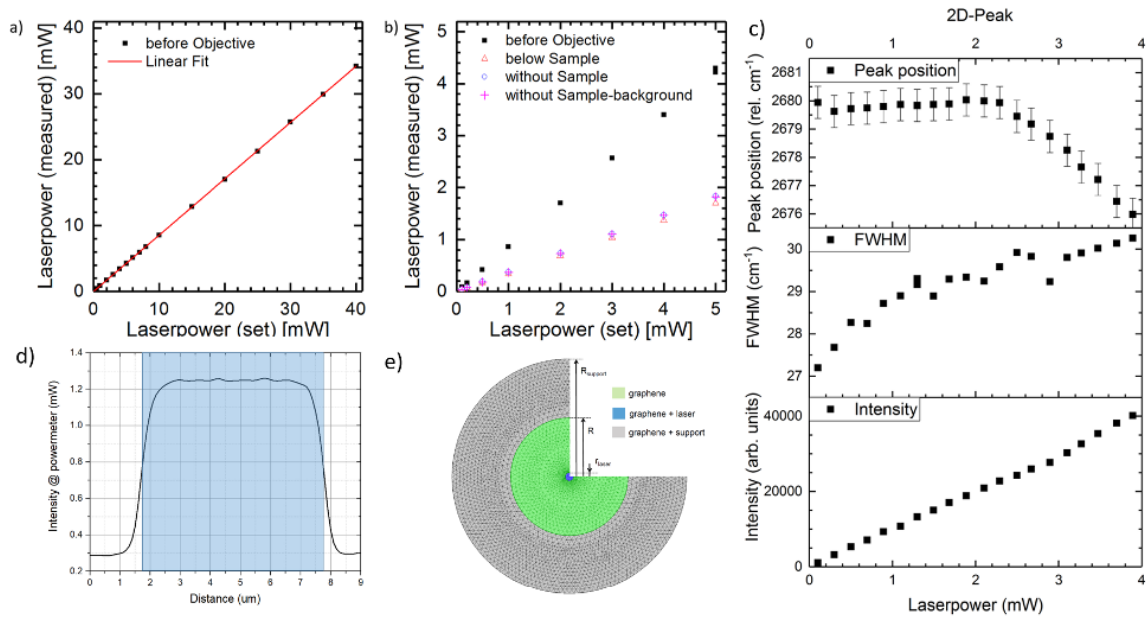 a)
Laserpower (measured) [mW]
40
30
20
10
0
before Objective
Linear Fit
0 10 20 30 40
Laserpower (set) [mW]
b)
Laserpower (measured) [mW]
5
4
3
2
1
0
before Objective
below Sample
without Sample
without Sample-background
0 1 2 3 4 5
Laserpower (set) [mW]
c)
2D-Peak
0 1 2 3 4
Peak position (rel. cm⁻¹)
2681
2680
2679
2678
2677
2676
Peak position
FWHM (cm⁻¹)
30
29
28
27
FWHM
Intensity (arb. units)
40000
20000
0
Intensity
0 1 2 3 4
Laserpower (mW)
d)
Intensity @ powermeter (mW)
1.4
1.2
1.0
0.8
0.6
0.4
0.2
0 1 2 3 4 5 6 7 8 9
Distance (um)
e)
Rsupport
R
rlaser
graphene
graphene + laser
graphene + support